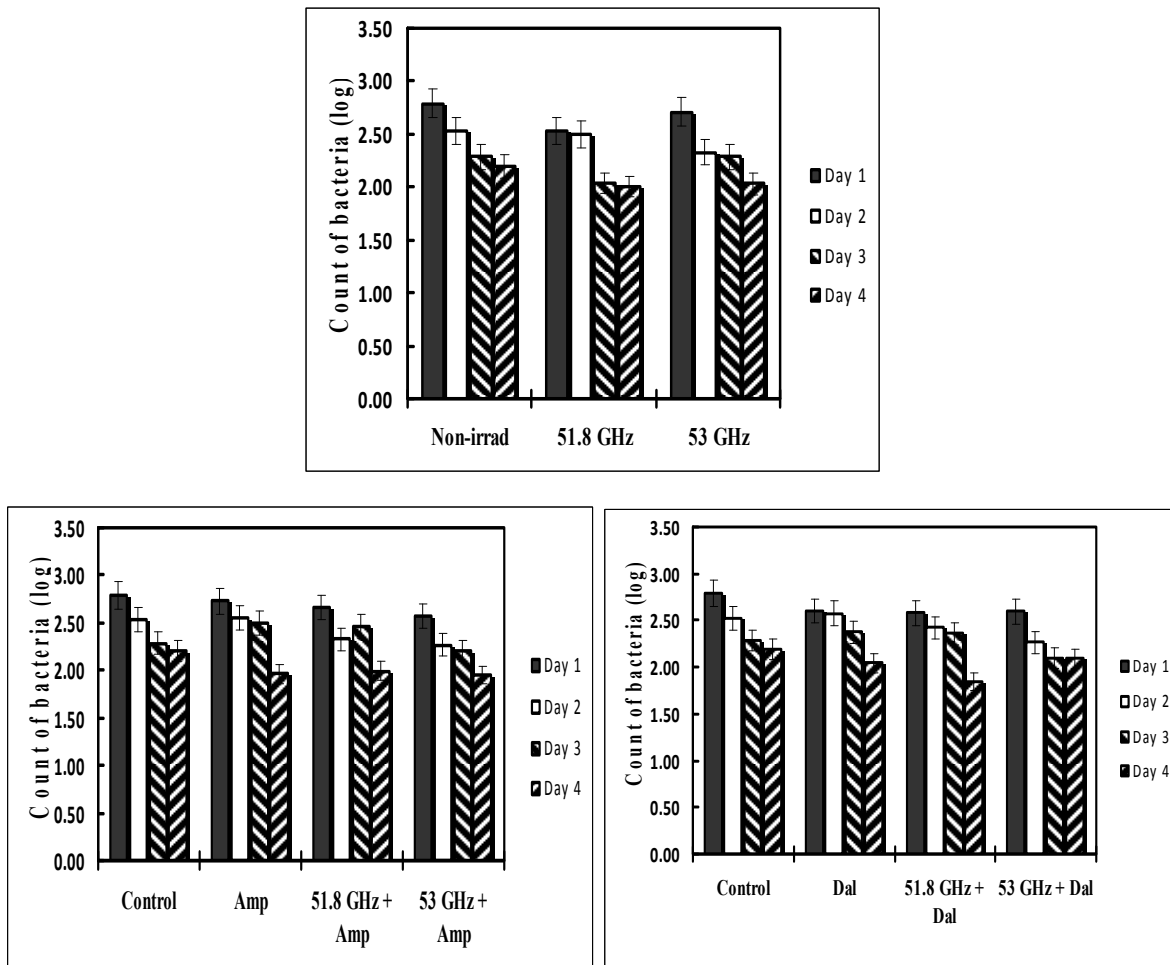 Count of bacteria (log)
3.50
3.00
2.50
2.00
1.50
1.00
0.50
0.00
Non-irrad
51.8 GHz
53 GHz
Day 1
Day 2
Day 3
Day 4
Count of bacteria (log)
3.50
3.00
2.50
2.00
1.50
1.00
0.50
0.00
Control
Amp
51.8 GHz +
Amp
53 GHz +
Amp
Day 1
Day 2
Day 3
Day 4
Count of bacteria (log)
3.50
3.00
2.50
2.00
1.50
1.00
0.50
0.00
Control
Dal
51.8 GHz +
Dal
53 GHz + Dal
Day 1
Day 2
Day 3
Day 4